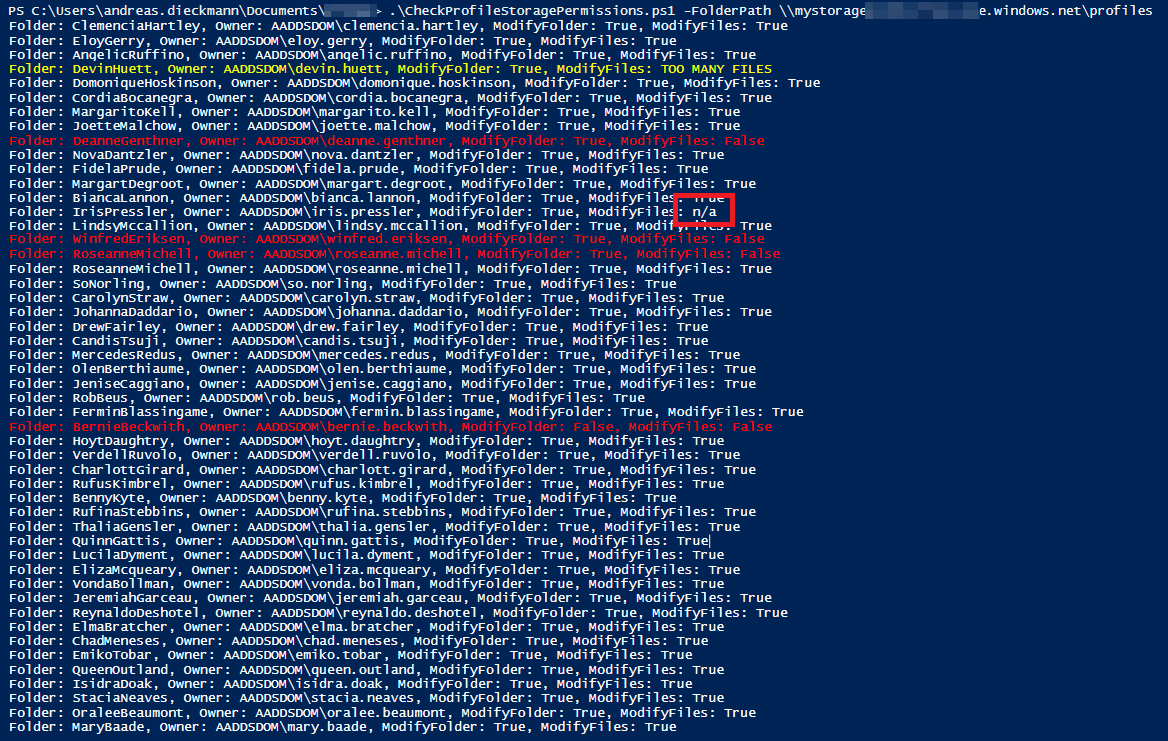 PS C:\Users\andreas.dieckmann\Documents\ > .\CheckProfileStoragePermissions.ps1 -FolderPath \\mystorage e.windows.net\profiles
Folder: ClemenciaHartley, Owner: AADDSDOM\clemencia.hartley, ModifyFolder: True, ModifyFiles: True
Folder: EloyGerry, Owner: AADDSDOM\eloy.gerry, ModifyFolder: True, ModifyFiles: True
Folder: AngelicRuffino, Owner: AADDSDOM\angelic.ruffino, ModifyFolder: True, ModifyFiles: True
Folder: DevinHuett, Owner: AADDSDOM\devin.huett, ModifyFolder: True, ModifyFiles: TOO MANY FILES
Folder: DomoniqueHoskinson, Owner: AADDSDOM\domonique.hoskinson, ModifyFolder: True, ModifyFiles: True
Folder: CordiaBocanegra, Owner: AADDSDOM\cordia.bocanegra, ModifyFolder: True, ModifyFiles: True
Folder: MargaritoKell, Owner: AADDSDOM\margarito.kell, ModifyFolder: True, ModifyFiles: True
Folder: JoetteMalchow, Owner: AADDSDOM\joette.malchow, ModifyFolder: True, ModifyFiles: True
Folder: DeanneGenthner, Owner: AADDSDOM\deanne.genthner, ModifyFolder: True, ModifyFiles: False
Folder: NovaDantzler, Owner: AADDSDOM\nova.dantzler, ModifyFolder: True, ModifyFiles: True
Folder: FidelaPrude, Owner: AADDSDOM\fidela.prude, ModifyFolder: True, ModifyFiles: True
Folder: MargartDegroot, Owner: AADDSDOM\margart.degroot, ModifyFolder: True, ModifyFiles: True
Folder: BiancaLannon, Owner: AADDSDOM\bianca.lannon, ModifyFolder: True, ModifyFiles: True
Folder: IrisPressler, Owner: AADDSDOM\iris.pressler, ModifyFolder: True, ModifyFiles: n/a
Folder: LindsyMccallion, Owner: AADDSDOM\lindsy.mccallion, ModifyFolder: True, ModifyFiles: True
Folder: WinfredEriksen, Owner: AADDSDOM\winfred.eriksen, ModifyFolder: True, ModifyFiles: False
Folder: RoseanneMichell, Owner: AADDSDOM\roseanne.michell, ModifyFolder: True, ModifyFiles: False
Folder: RoseanneMichell, Owner: AADDSDOM\roseanne.michell, ModifyFolder: True, ModifyFiles: True
Folder: SoNorling, Owner: AADDSDOM\so.norling, ModifyFolder: True, ModifyFiles: True
Folder: CarolynStraw, Owner: AADDSDOM\carolyn.straw, ModifyFolder: True, ModifyFiles: True
Folder: JohannaDaddario, Owner: AADDSDOM\johanna.daddario, ModifyFolder: True, ModifyFiles: True
Folder: DrewFairley, Owner: AADDSDOM\drew.fairley, ModifyFolder: True, ModifyFiles: True
Folder: CandisTsuji, Owner: AADDSDOM\candis.tsuji, ModifyFolder: True, ModifyFiles: True
Folder: MercedesRedus, Owner: AADDSDOM\mercedes.redus, ModifyFolder: True, ModifyFiles: True
Folder: OlenBerthiaume, Owner: AADDSDOM\olen.berthiaume, ModifyFolder: True, ModifyFiles: True
Folder: JeniseCaggiano, Owner: AADDSDOM\jenise.caggiano, ModifyFolder: True, ModifyFiles: True
Folder: RobBeus, Owner: AADDSDOM\rob.beus, ModifyFolder: True, ModifyFiles: True
Folder: FerminBlassingame, Owner: AADDSDOM\fermin.blassingame, ModifyFolder: True, ModifyFiles: True
Folder: BernieBeckwith, Owner: AADDSDOM\bernie.beckwith, ModifyFolder: False, ModifyFiles: False
Folder: HoytDaughtry, Owner: AADDSDOM\hoyt.daughtry, ModifyFolder: True, ModifyFiles: True
Folder: VerdellRuvolo, Owner: AADDSDOM\verdell.ruvolo, ModifyFolder: True, ModifyFiles: True
Folder: CharlottGirard, Owner: AADDSDOM\charlott.girard, ModifyFolder: True, ModifyFiles: True
Folder: RufusKimbrel, Owner: AADDSDOM\rufus.kimbrel, ModifyFolder: True, ModifyFiles: True
Folder: BennyKyte, Owner: AADDSDOM\benny.kyte, ModifyFolder: True, ModifyFiles: True
Folder: RufinaStebbins, Owner: AADDSDOM\rufina.stebbins, ModifyFolder: True, ModifyFiles: True
Folder: ThaliaGensler, Owner: AADDSDOM\thalia.gensler, ModifyFolder: True, ModifyFiles: True
Folder: QuinnGattis, Owner: AADDSDOM\quinn.gattis, ModifyFolder: True, ModifyFiles: True
Folder: LucilaDyment, Owner: AADDSDOM\lucila.dyment, ModifyFolder: True, ModifyFiles: True
Folder: ElizaMcqueary, Owner: AADDSDOM\eliza.mcqueary, ModifyFolder: True, ModifyFiles: True
Folder: VondaBollman, Owner: AADDSDOM\vonda.bollman, ModifyFolder: True, ModifyFiles: True
Folder: JeremiahGarceau, Owner: AADDSDOM\jeremiah.garceau, ModifyFolder: True, ModifyFiles: True
Folder: ReynaldoDeshotel, Owner: AADDSDOM\reynaldo.deshotel, ModifyFolder: True, ModifyFiles: True
Folder: ElmaBratcher, Owner: AADDSDOM\elma.bratcher, ModifyFolder: True, ModifyFiles: True
Folder: ChadMeneses, Owner: AADDSDOM\chad.meneses, ModifyFolder: True, ModifyFiles: True
Folder: EmikoTobar, Owner: AADDSDOM\emiko.tobar, ModifyFolder: True, ModifyFiles: True
Folder: QueenOutland, Owner: AADDSDOM\queen.outland, ModifyFolder: True, ModifyFiles: True
Folder: IsidraDoak, Owner: AADDSDOM\isidra.doak, ModifyFolder: True, ModifyFiles: True
Folder: StaciaNeaves, Owner: AADDSDOM\stacia.neaves, ModifyFolder: True, ModifyFiles: True
Folder: OraleeBeaumont, Owner: AADDSDOM\oralee.beaumont, ModifyFolder: True, ModifyFiles: True
Folder: MaryBaade, Owner: AADDSDOM\mary.baade, ModifyFolder: True, ModifyFiles: True